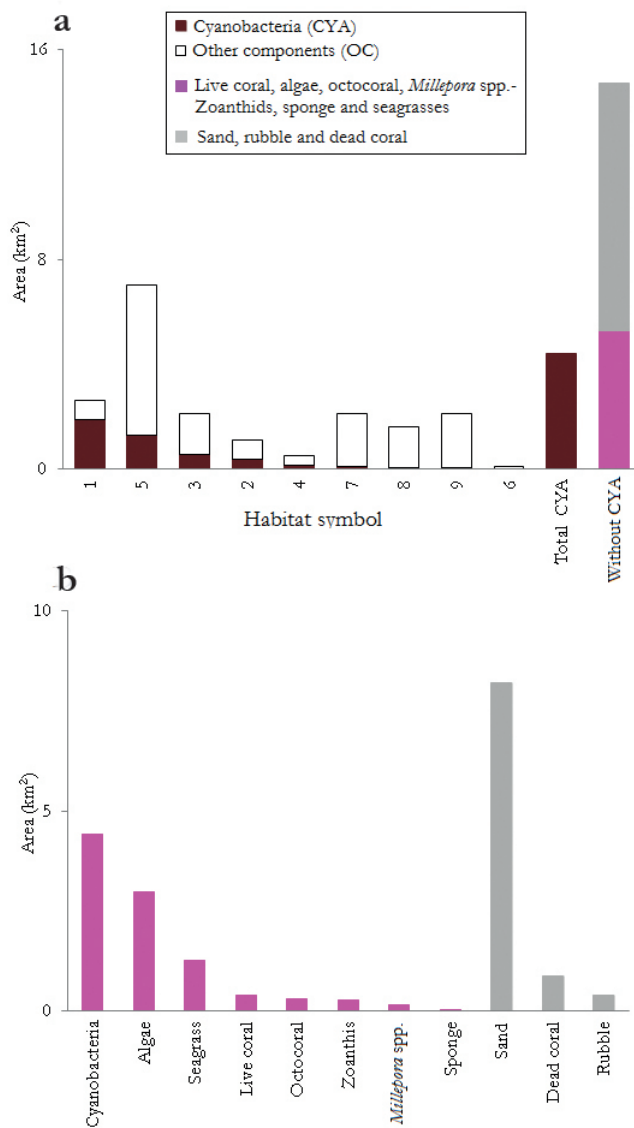 a
Cyanobacteria (CYA)
Other components (OC)
Live coral, algae, octocoral, Millepora spp.-
Zoanthids, sponge and seagrasses
Sand, rubble and dead coral
16
8
0
Area (km²)
1
5
3
2
4
7
8
9
6
Total CYA
Without CYA
Habitat symbol
b
10
5
0
Area (km²)
Cyanobacteria
Algae
Seagrass
Live coral
Octocoral
Zoanthis
Millepora spp.
Sponge
Sand
Dead coral
Rubble